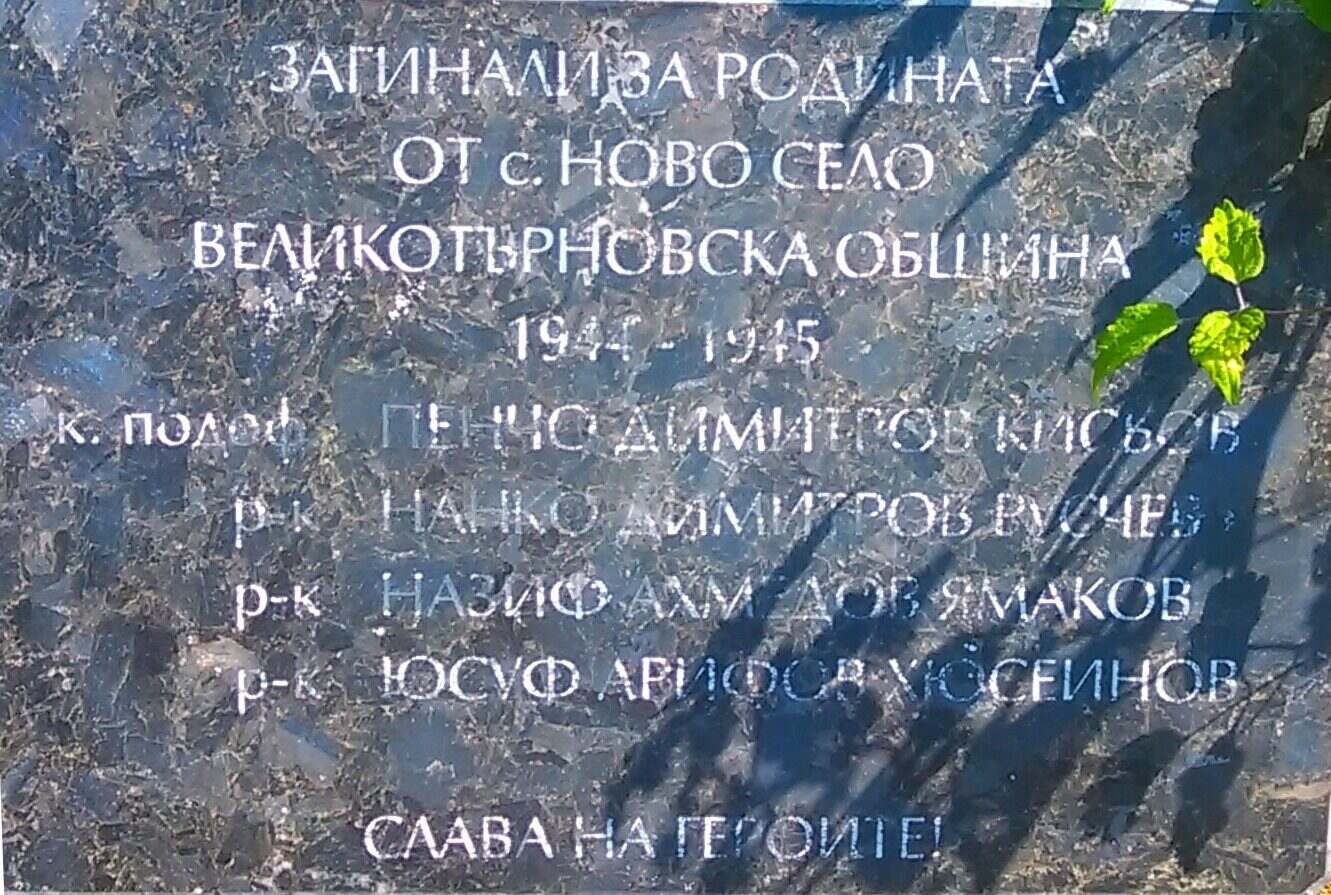 ЗАГИНАЛИ ЗА РОДИНАТА
ОТ с. НОВО СЕЛО
ВЕЛИКОТЪРНОВСКА ОБЩИНА
1944 - 1945
к. подоф ПЕНЧО ДИМИТРОВ КИСЬОВ
р-к НАНКО ДИМИТРОВ РУСЧЕВ
р-к НАЗИФ АХМЕДОВ ЯМАКОВ
р-к ЮСУФ АРИФОВ ХЮСЕИНОВ
СЛАВА НА ГЕРОИТЕ!